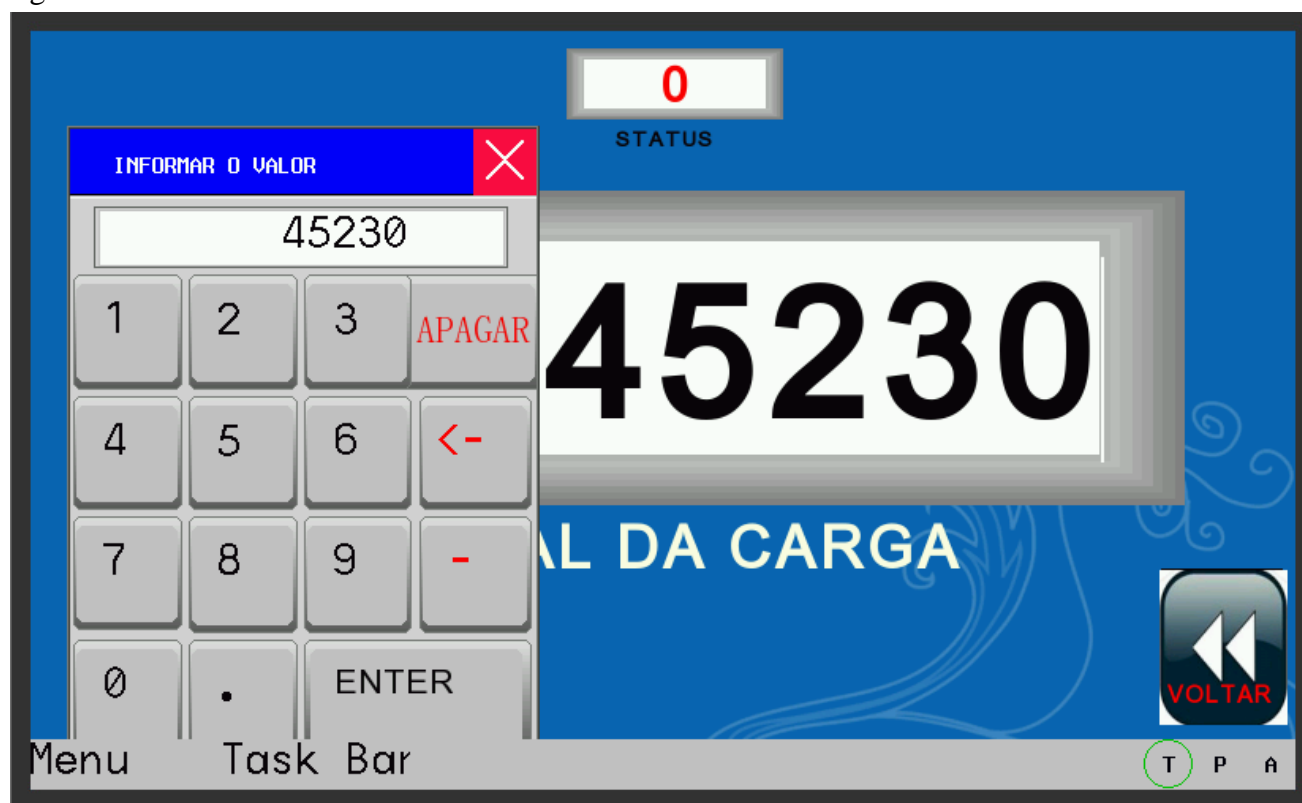 0
STATUS
INFORMAR O VALOR
45230
1 2 3 APAGAR
45230
4 5 6 <-
7 8 9 -
AL DA CARGA
0 . ENTER
VOLTAR
Menu Task Bar
T P A